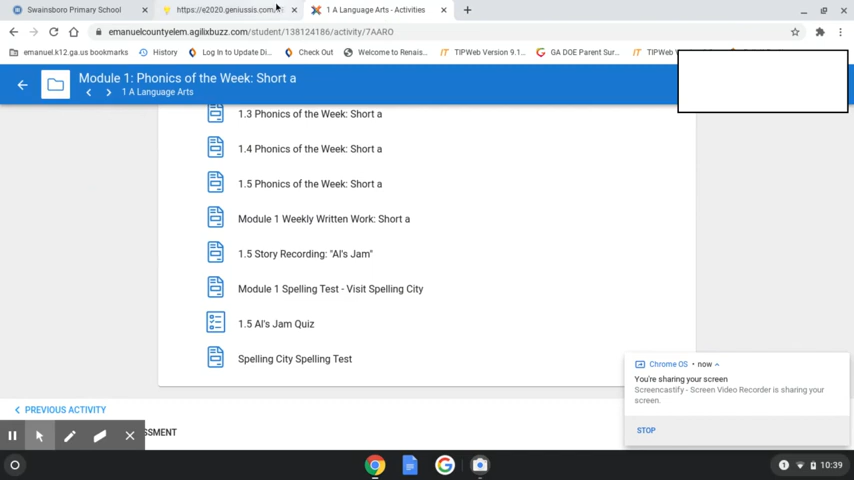 Swainsboro Primary School
https://e2020.geniussis.com/
1 A Language Arts - Activities
emanuelcountyelem.agilixbuzz.com/student/138124186/activity/7AARO
emanuel.k12.ga.us bookmarks
History
Log In to Update Di...
Check Out
Welcome to Renais...
TIPWeb Version 9.1...
GA DOE Parent Sur...
TIPWeb
Module 1: Phonics of the Week: Short a
1 A Language Arts
1.3 Phonics of the Week: Short a
1.4 Phonics of the Week: Short a
1.5 Phonics of the Week: Short a
Module 1 Weekly Written Work: Short a
1.5 Story Recording: "Al's Jam"
Module 1 Spelling Test - Visit Spelling City
1.5 Al's Jam Quiz
Spelling City Spelling Test
Chrome OS • now
You're sharing your screen
Screencastify - Screen Video Recorder is sharing your
screen.
STOP
PREVIOUS ACTIVITY
SSMENT
1
10:39